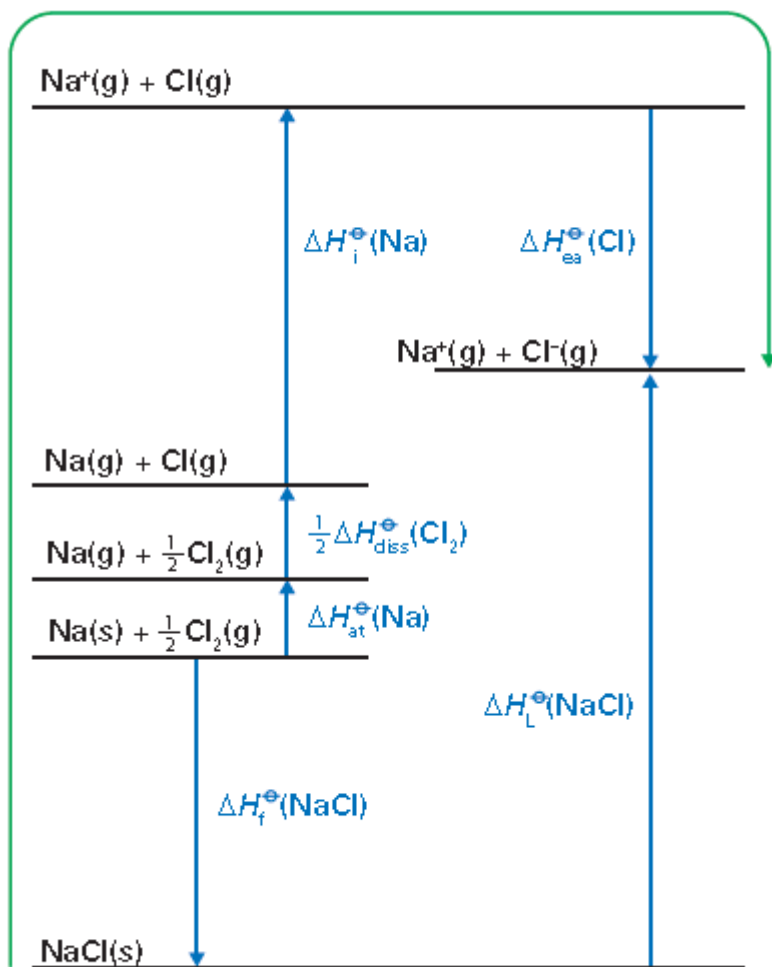 Na⁺(g) + Cl(g)
ΔH⊖i(Na)
ΔH⊖ea(Cl)
Na⁺(g) + Cl⁻(g)
Na(g) + Cl(g)
½ΔH⊖diss(Cl₂)
Na(g) + ½Cl₂(g)
ΔH⊖at(Na)
Na(s) + ½Cl₂(g)
ΔH⊖L(NaCl)
ΔH⊖f(NaCl)
NaCl(s)